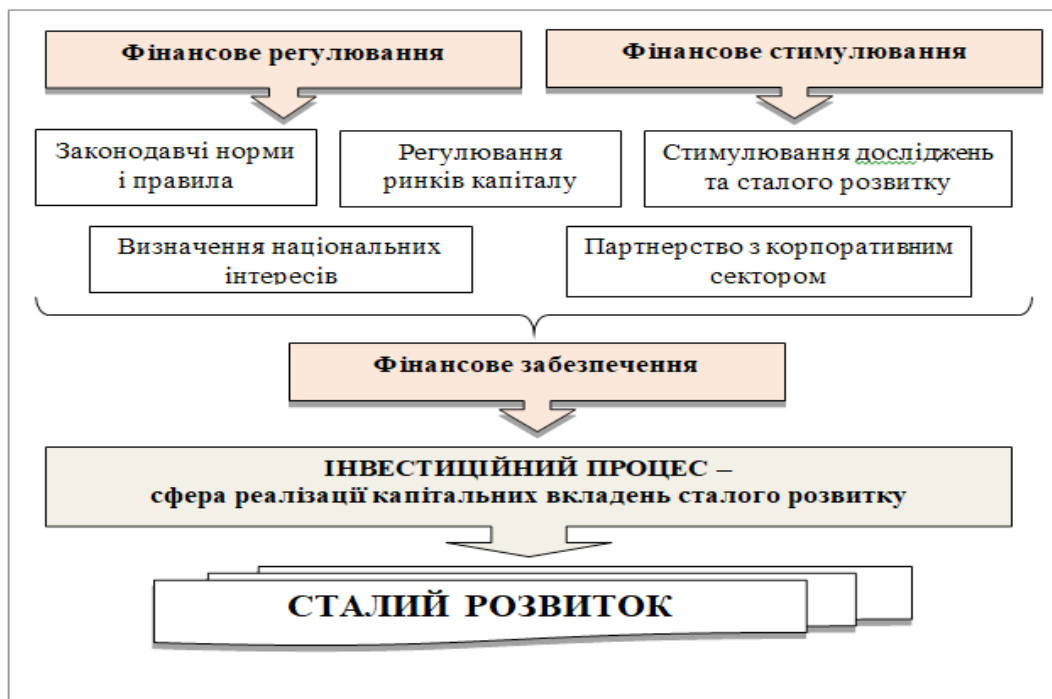 Фінансове регулювання
Фінансове стимулювання
Законодавчі норми
і правила
Регулювання
ринків капіталу
Стимулювання досліджень
та сталого розвитку
Визначення національних
інтересів
Партнерство з корпоративним
сектором
Фінансове забезпечення
ІНВЕСТИЦІЙНИЙ ПРОЦЕС –
сфера реалізації капітальних вкладень сталого розвитку
СТАЛИЙ РОЗВИТОК